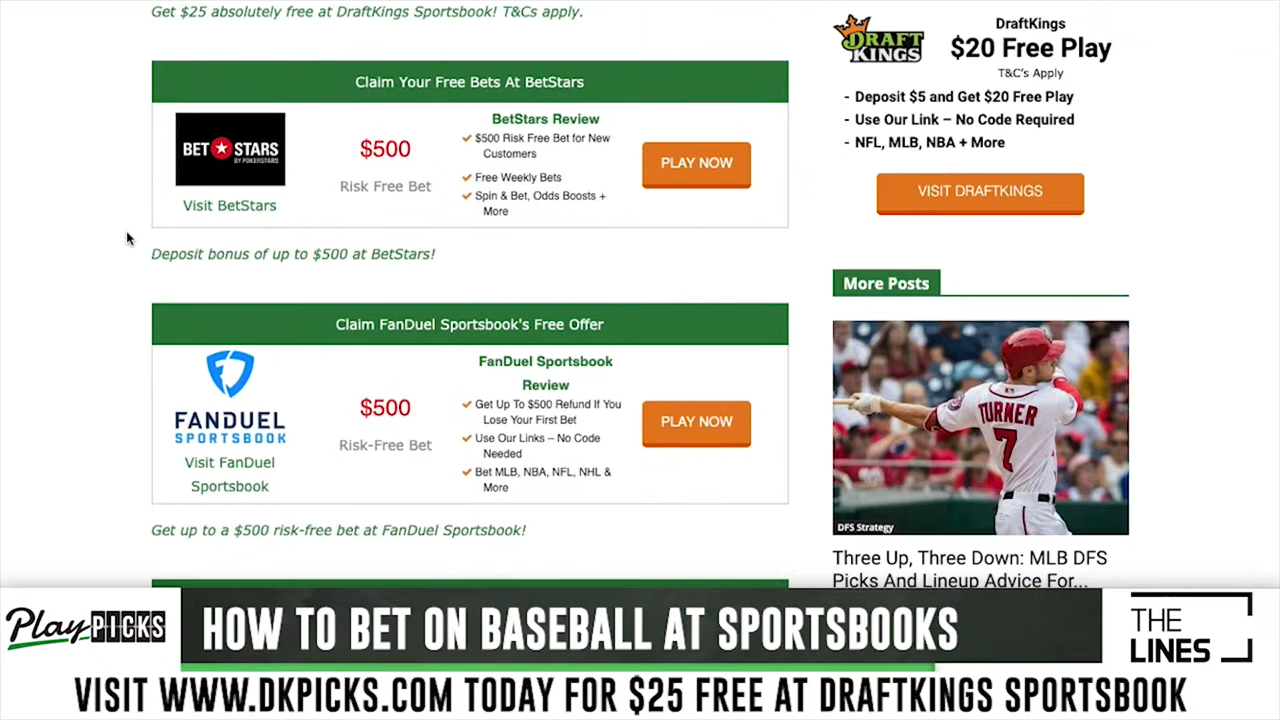 Get $25 absolutely free at DraftKings Sportsbook! T&Cs apply.
Claim Your Free Bets At BetStars
BET STARS
BY POKERSTARS
Visit BetStars
$500
Risk Free Bet
BetStars Review
$500 Risk Free Bet for New
Customers
Free Weekly Bets
Spin & Bet, Odds Boosts +
More
PLAY NOW
Deposit bonus of up to $500 at BetStars!
Claim FanDuel Sportsbook's Free Offer
FANDUEL
SPORTSBOOK
Visit FanDuel
Sportsbook
$500
Risk-Free Bet
FanDuel Sportsbook
Review
Get Up To $500 Refund If You
Lose Your First Bet
Use Our Links – No Code
Needed
Bet MLB, NBA, NFL, NHL &
More
PLAY NOW
Get up to a $500 risk-free bet at FanDuel Sportsbook!
DRAFT
KINGS
DraftKings
$20 Free Play
T&C's Apply
- Deposit $5 and Get $20 Free Play
- Use Our Link – No Code Required
- NFL, MLB, NBA + More
VISIT DRAFTKINGS
More Posts
TURNER
7
DFS Strategy
Three Up, Three Down: MLB DFS
Picks And Lineup Advice For...
PlayPICKS
HOW TO BET ON BASEBALL AT SPORTSBOOKS
THE
LINES
VISIT WWW.DKPICKS.COM TODAY FOR $25 FREE AT DRAFTKINGS SPORTSBOOK